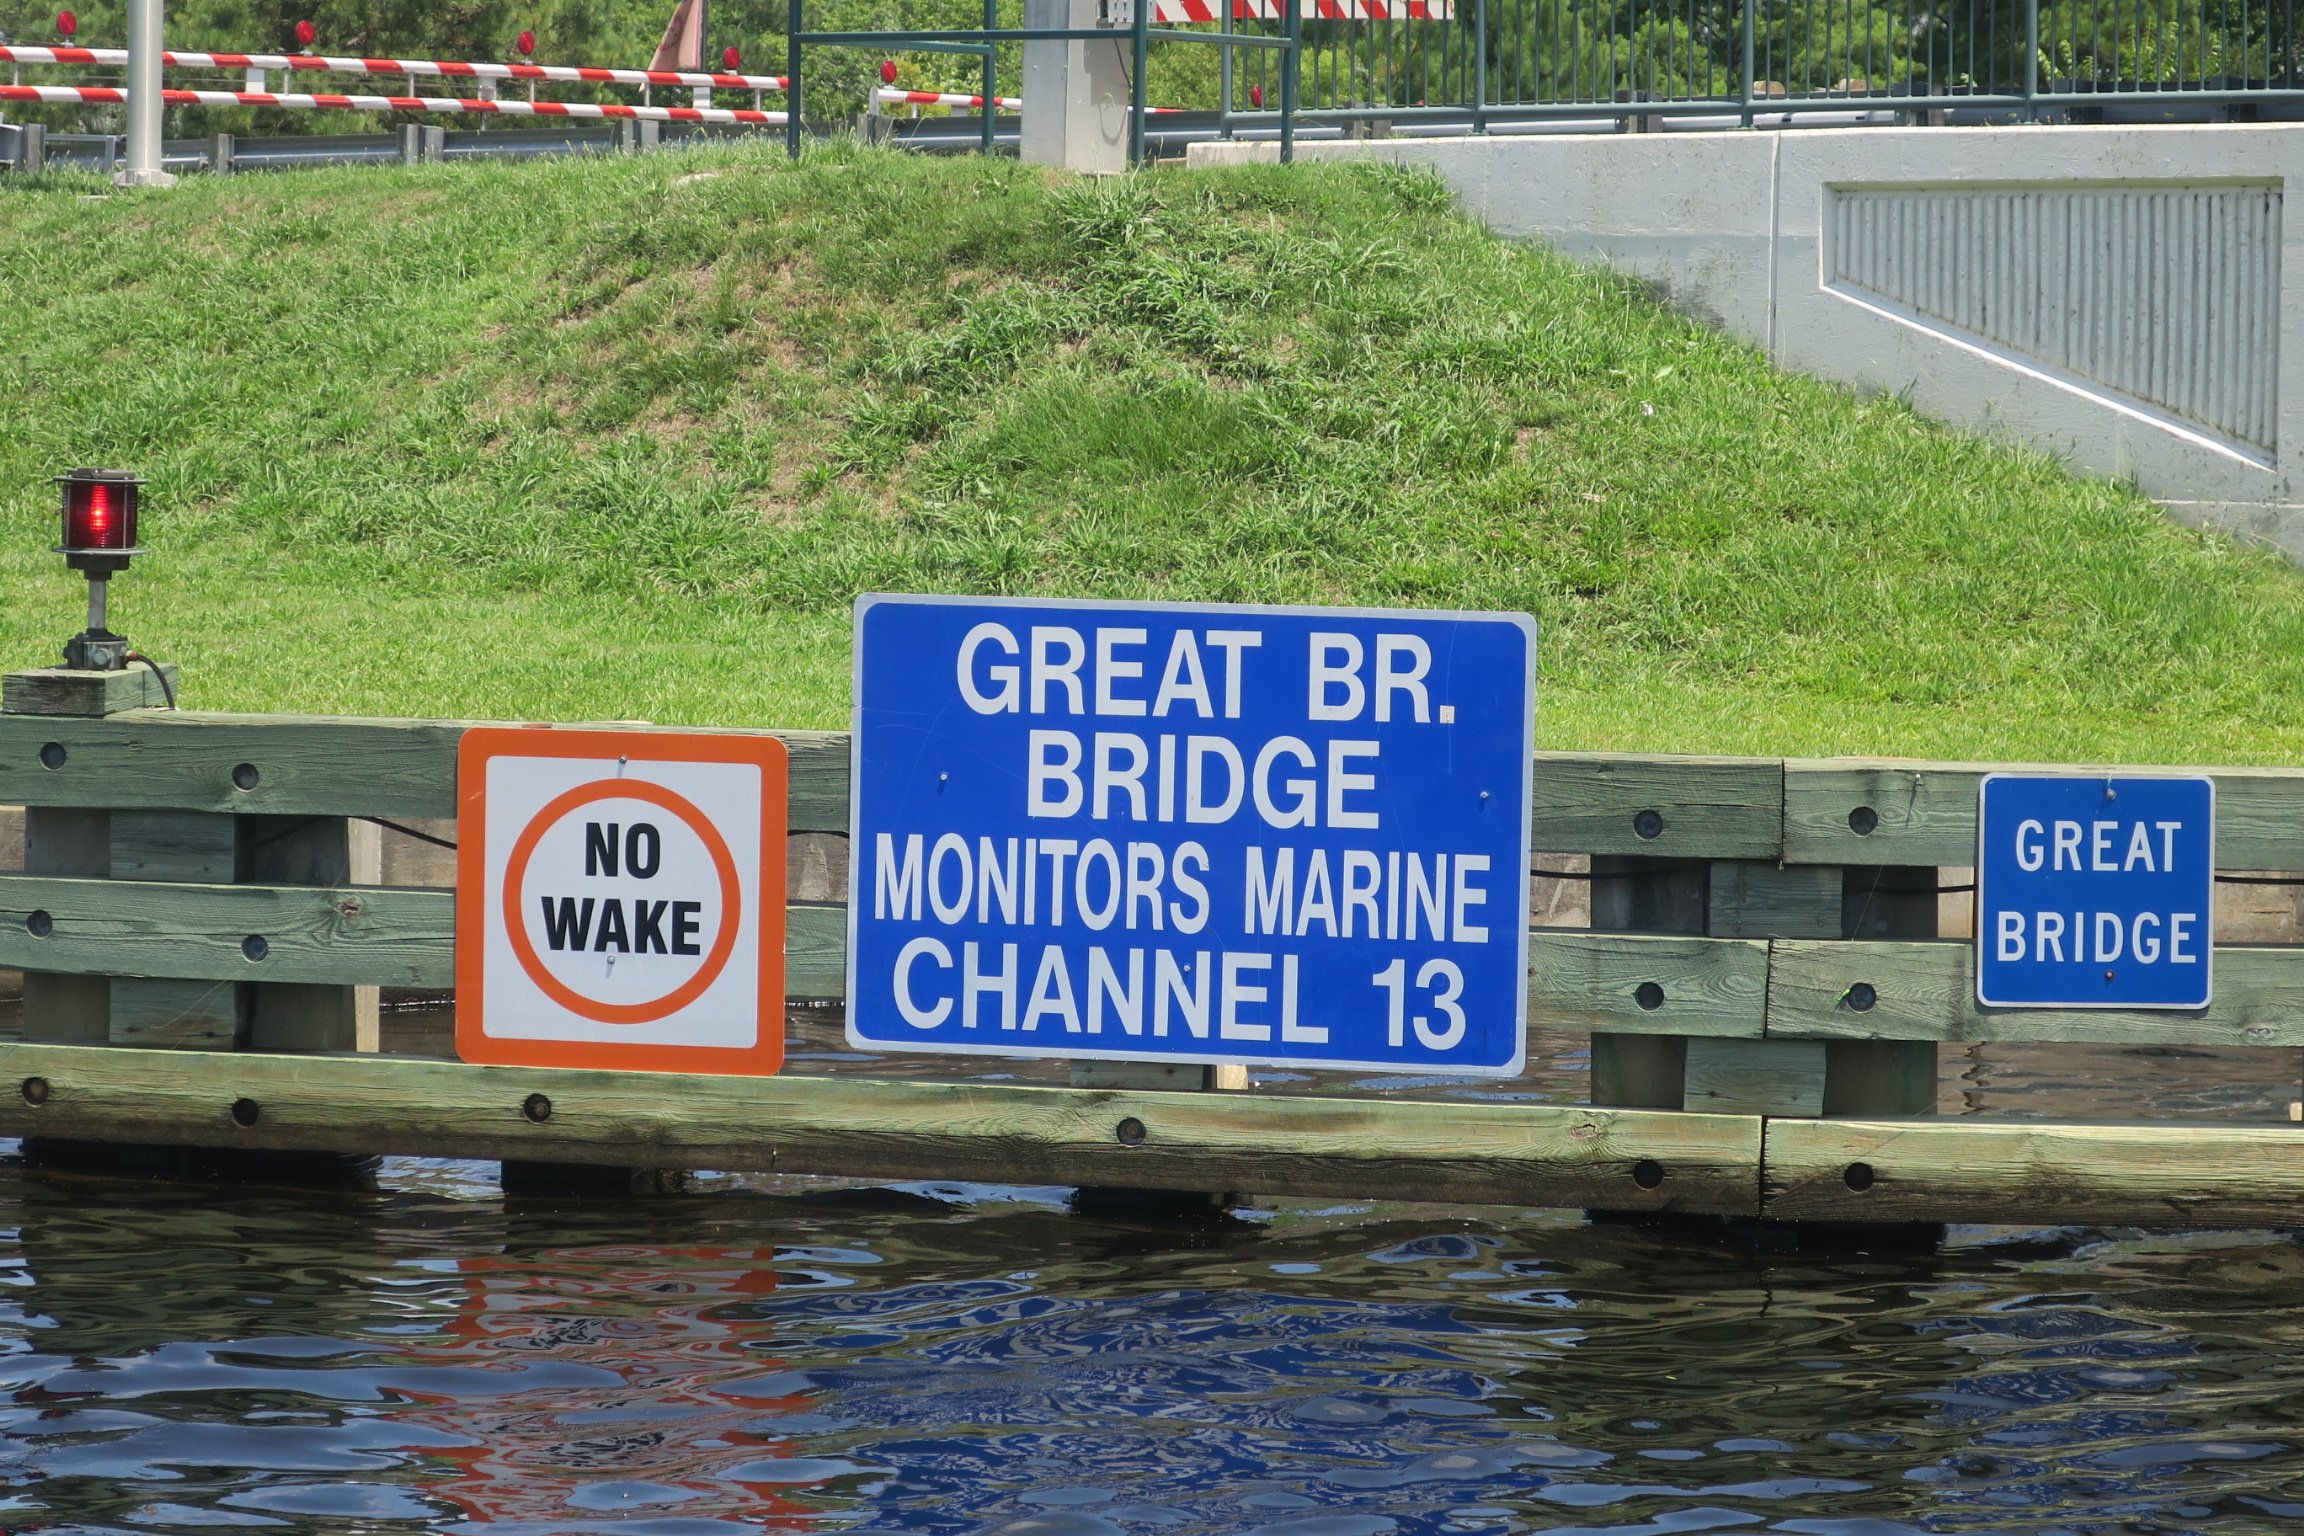 NO
WAKE
GREAT BR.
BRIDGE
MONITORS MARINE
CHANNEL 13
GREAT
BRIDGE